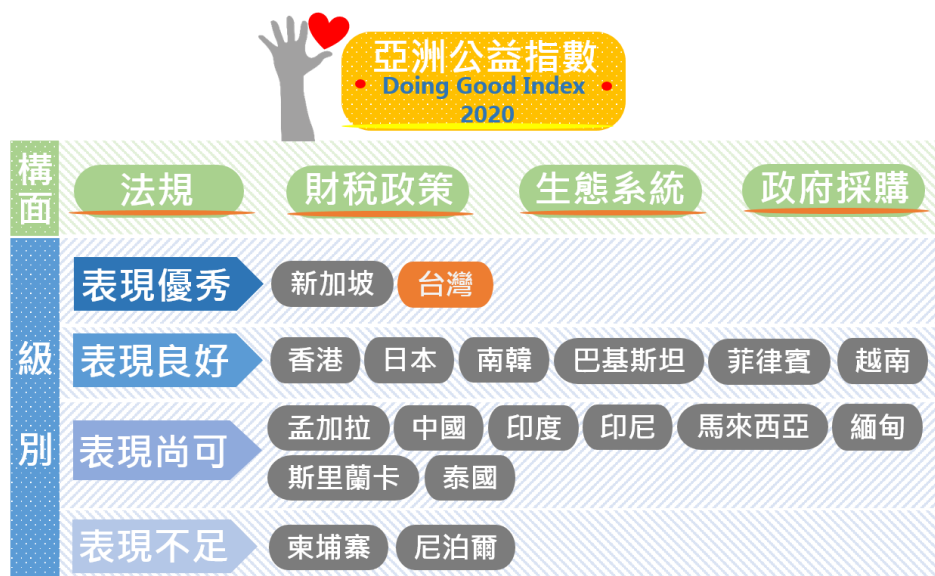 亞洲公益指數
Doing Good Index
2020
構面
法規 財稅政策 生態系統 政府採購
級別
表現優秀 新加坡 台灣
表現良好 香港 日本 南韓 巴基斯坦 菲律賓 越南
表現尚可 孟加拉 中國 印度 印尼 馬來西亞 緬甸
斯里蘭卡 泰國
表現不足 柬埔寨 尼泊爾